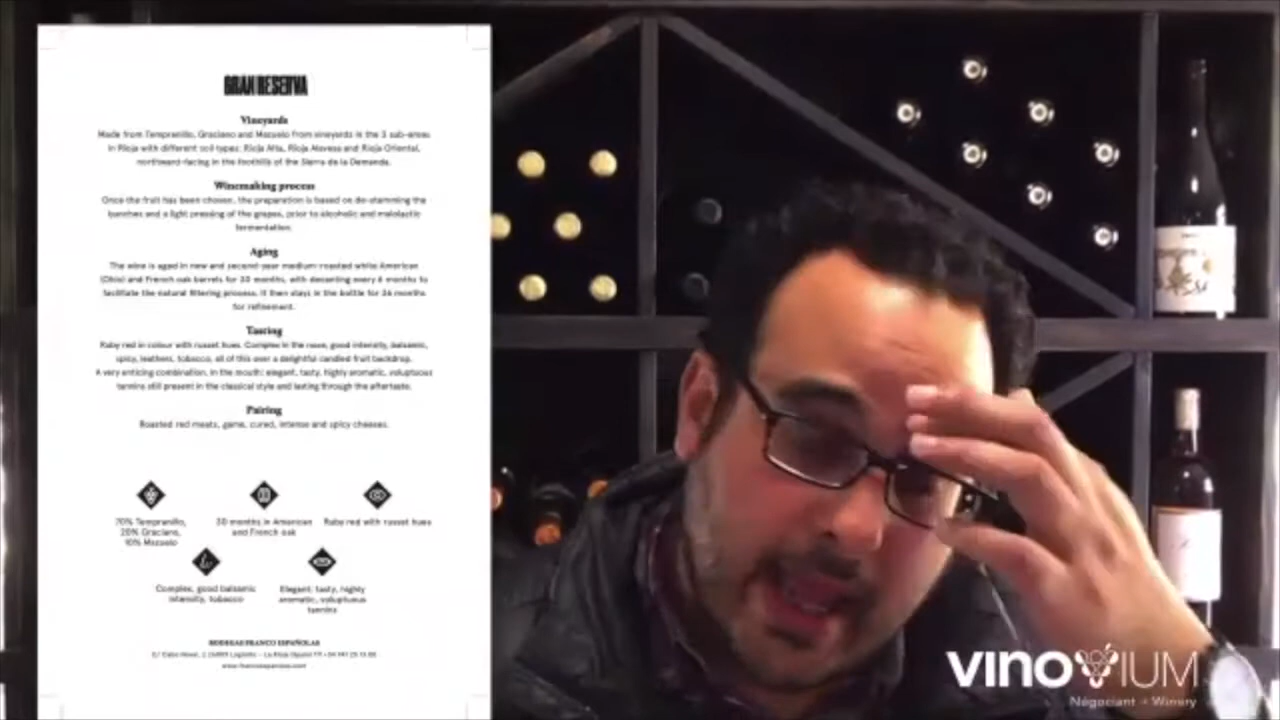 GRAN RESERVA
Vineyards
Made from Tempranillo, Graciano and Mazuelo from vineyards in the 3 sub-areas
in Rioja with different soil types: Rioja Alta, Rioja Alavesa and Rioja Oriental,
northward-facing in the foothills of the Sierra de la Demanda.
Winemaking process
Once the fruit has been chosen, the preparation is based on de-stemming the
bunches and a light pressing of the grapes, prior to alcoholic and malolactic
fermentation.
Aging
The wine is aged in new and second-year medium-roasted white American
(Ohio) and French oak barrels for 30 months, with decanting every 6 months to
facilitate the natural filtering process. It then stays in the bottle for 36 months
for refinement.
Tasting
Ruby red in colour with russet hues. Complex in the nose, good intensity, balsamic,
spicy, leathers, tobacco, all of this over a delightful candied fruit backdrop.
A very enticing combination. In the mouth: elegant, tasty, highly aromatic, voluptuous
tannins still present in the classical style and lasting through the aftertaste.
Pairing
Roasted red meats, game, cured, intense and spicy cheeses.
70% Tempranillo,
20% Graciano,
10% Mazuelo
30 months in American
and French oak
Ruby red with russet hues
Complex, good balsamic
intensity, tobacco
Elegant, tasty, highly
aromatic, voluptuous
tannins
BODEGAS FRANCO ESPAÑOLAS
Logroño - La Rioja (Spain)
www.francoespanolas.com
vinoVIUM
Négociant + Winery